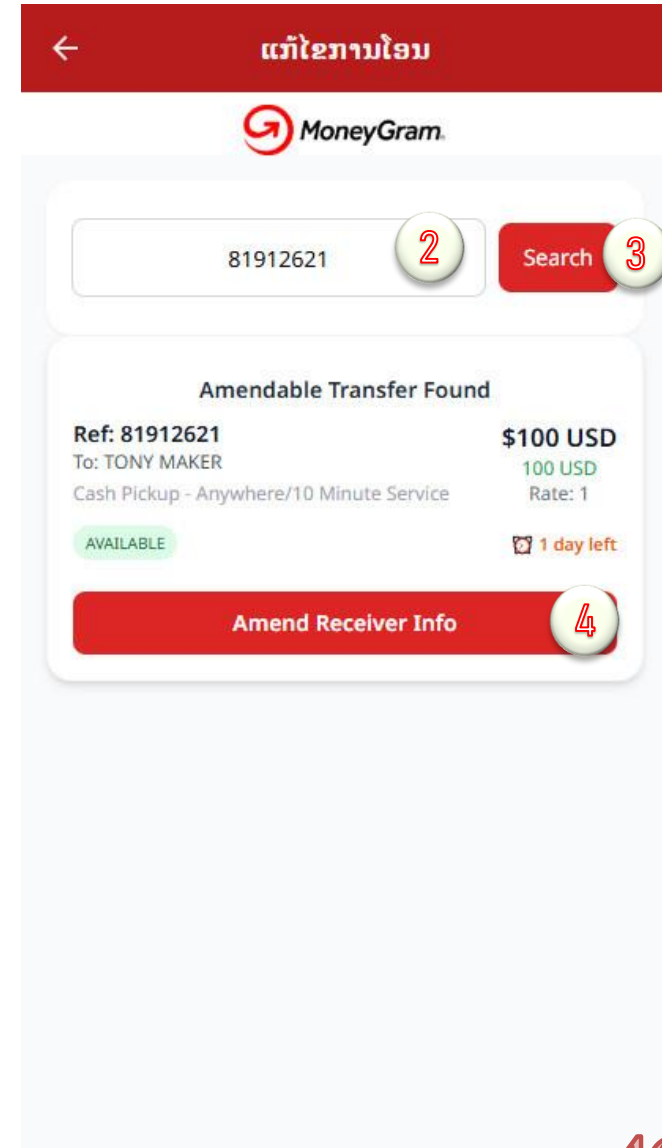 ແກ້ໄຂການໂອນ
MoneyGram.
81912621
2
Search
3
Amendable Transfer Found
Ref: 81912621
$100 USD
To: TONY MAKER
100 USD
Cash Pickup - Anywhere/10 Minute Service
Rate: 1
AVAILABLE
⏰ 1 day left
Amend Receiver Info
4